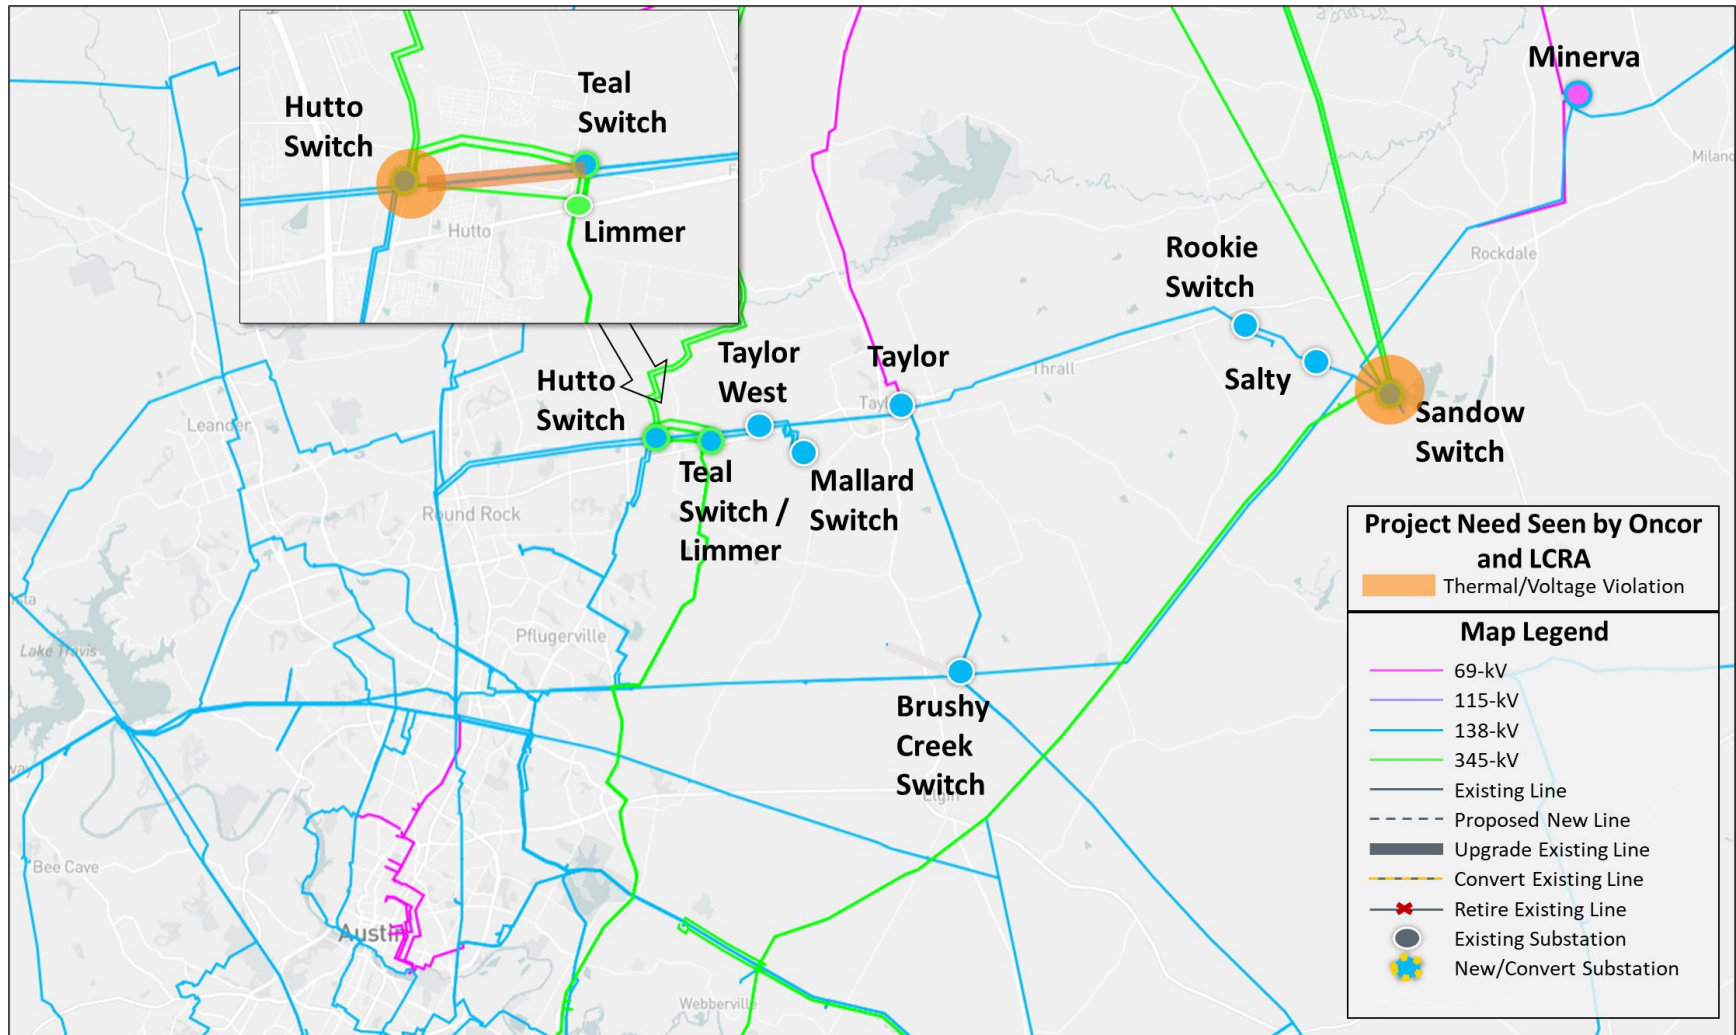 Minerva
Milano
Teal
Switch
Hutto
Switch
Hutto
Limmer
Rockdale
Rookie
Switch
Taylor
West
Taylor
Thrall
Salty
Hutto
Switch
Leander
Sandow
Switch
Teal
Switch /
Limmer
Mallard
Switch
Round Rock
Pflugerville
Lake Travis
Brushy
Creek
Switch
Elgin
Bee Cave
Austin
Webberville
Project Need Seen by Oncor
and LCRA
Thermal/Voltage Violation
Map Legend
69-kV
115-kV
138-kV
345-kV
Existing Line
Proposed New Line
Upgrade Existing Line
Convert Existing Line
Retire Existing Line
Existing Substation
New/Convert Substation